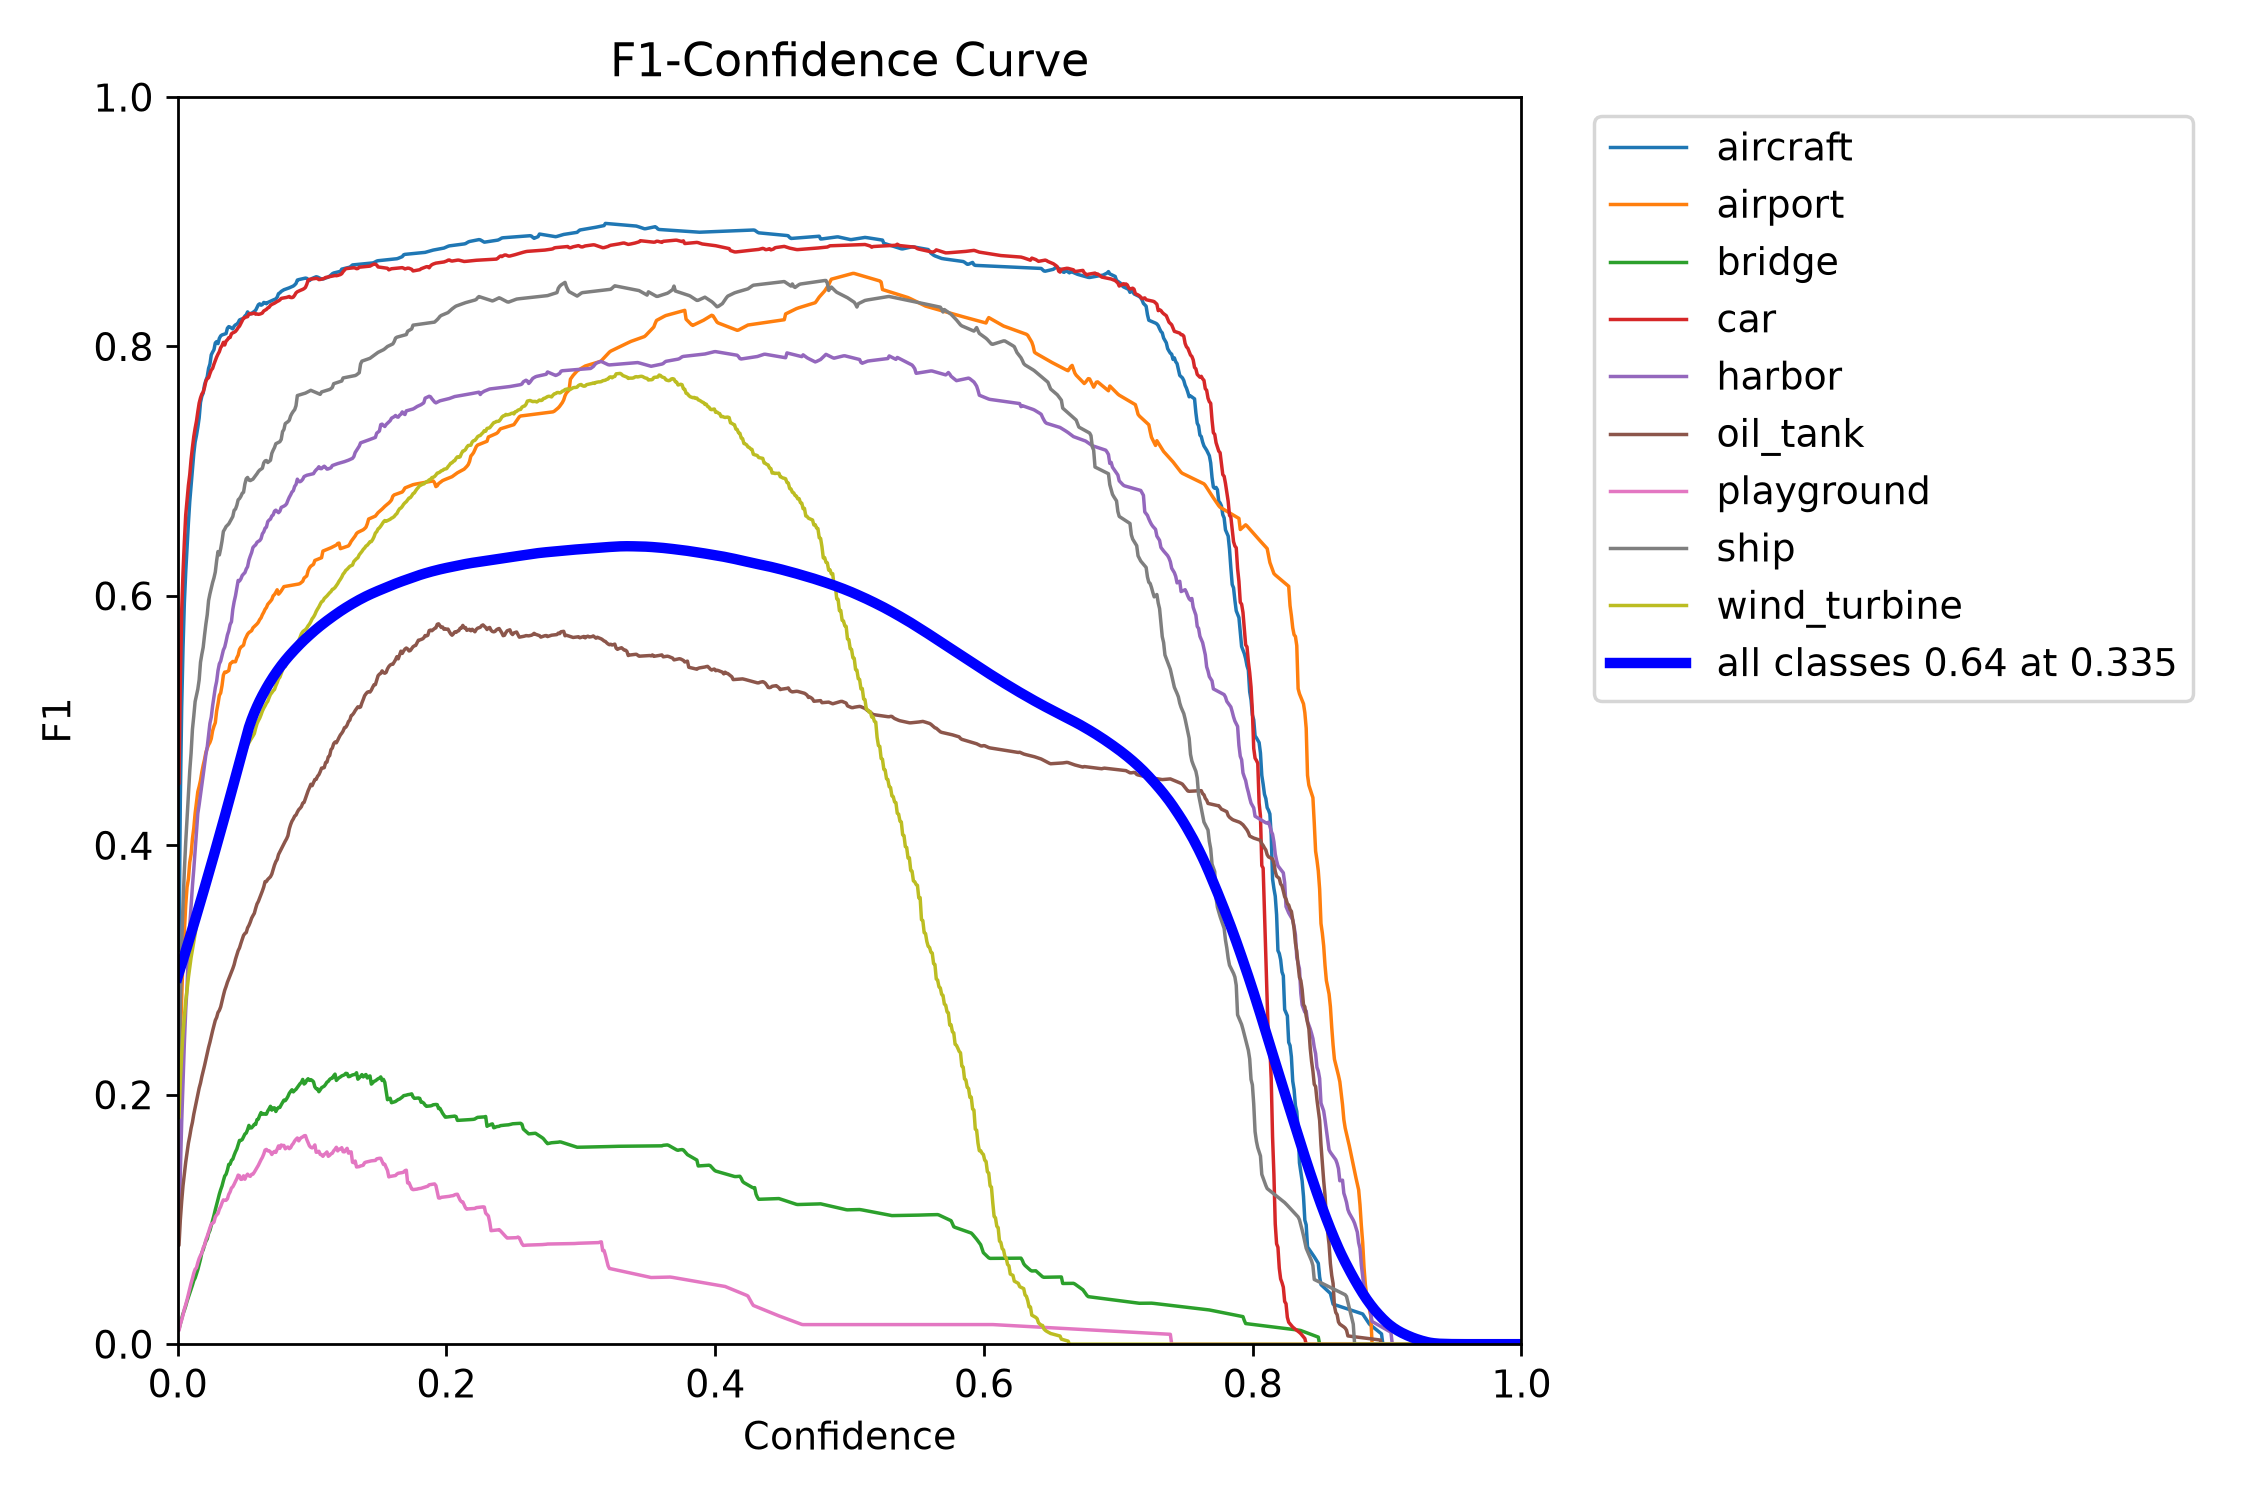 F1-Confidence Curve
1.0
0.8
0.6
0.4
0.2
0.0
F1
0.0 0.2 0.4 0.6 0.8 1.0
Confidence
aircraft
airport
bridge
car
harbor
oil_tank
playground
ship
wind_turbine
all classes 0.64 at 0.335